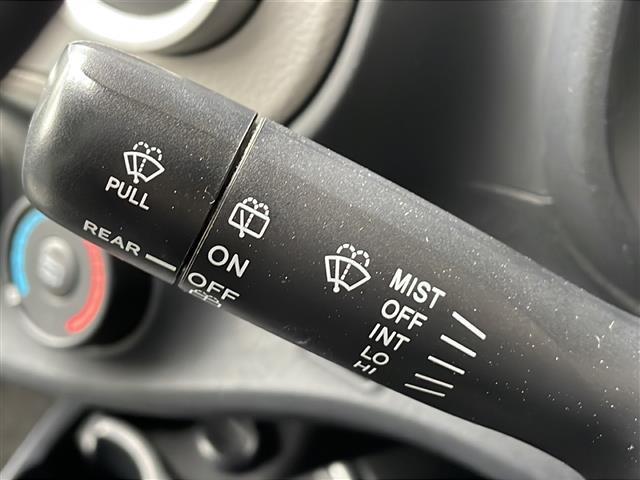 PULL
REAR
ON
OFF
MIST
OFF
INT
LO
HI